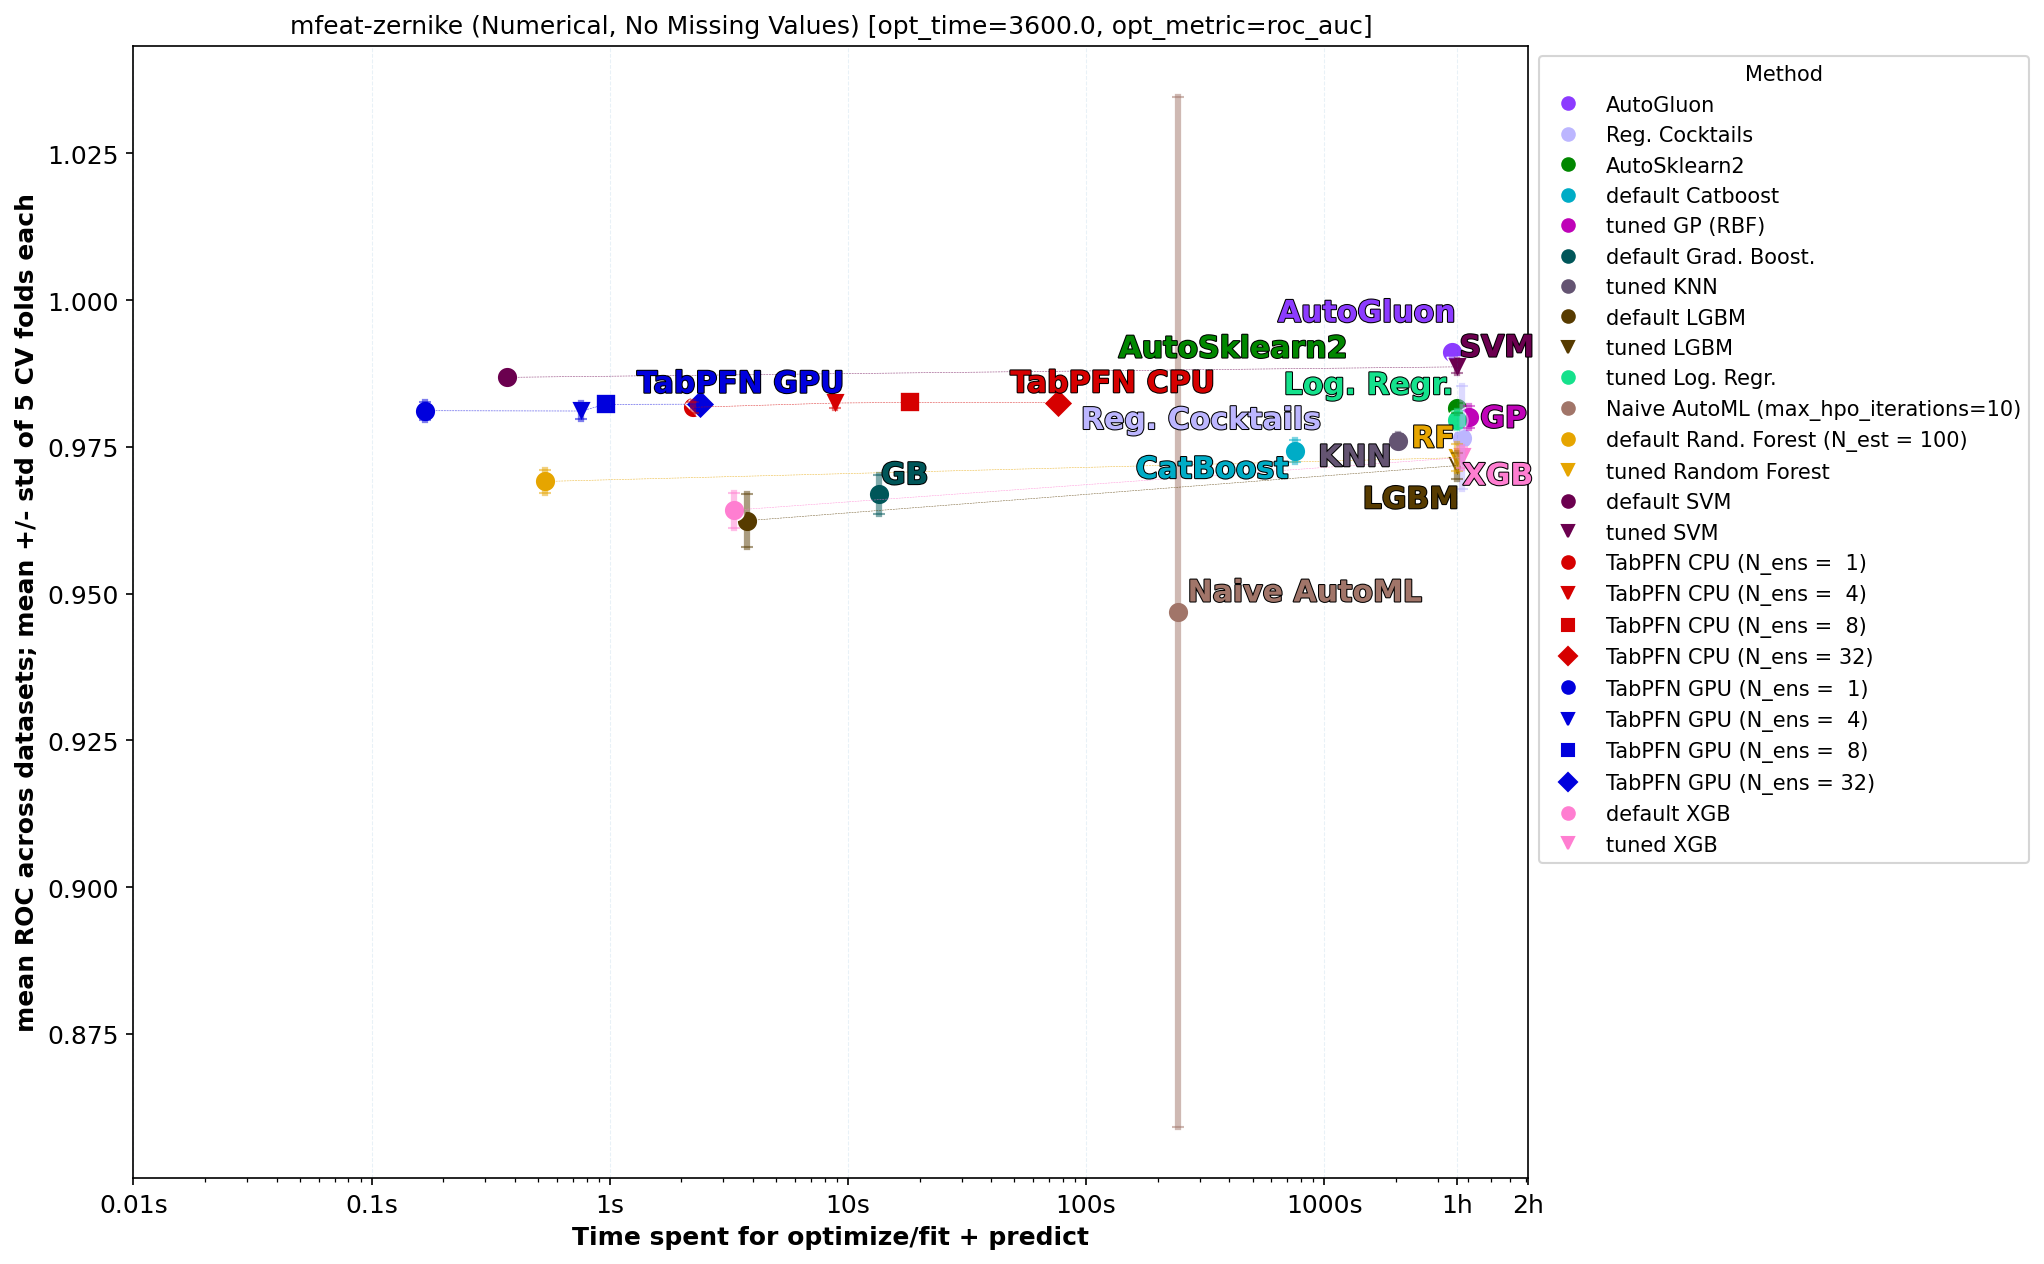 mfeat-zernike (Numerical, No Missing Values) [opt_time=3600.0, opt_metric=roc_auc]
mean ROC across datasets; mean +/- std of 5 CV folds each
1.025
1.000
0.975
0.950
0.925
0.900
0.875
AutoGluon
SVM
AutoSklearn2
TabPFN GPU
TabPFN CPU
Log. Regr.
Reg. Cocktails
GP
RF
KNN
CatBoost
GB
XGB
LGBM
Naive AutoML
0.01s
0.1s
1s
10s
100s
1000s
1h
2h
Time spent for optimize/fit + predict
Method
AutoGluon
Reg. Cocktails
AutoSklearn2
default Catboost
tuned GP (RBF)
default Grad. Boost.
tuned KNN
default LGBM
tuned LGBM
tuned Log. Regr.
Naive AutoML (max_hpo_iterations=10)
default Rand. Forest (N_est = 100)
tuned Random Forest
default SVM
tuned SVM
TabPFN CPU (N_ens =  1)
TabPFN CPU (N_ens =  4)
TabPFN CPU (N_ens =  8)
TabPFN CPU (N_ens = 32)
TabPFN GPU (N_ens =  1)
TabPFN GPU (N_ens =  4)
TabPFN GPU (N_ens =  8)
TabPFN GPU (N_ens = 32)
default XGB
tuned XGB